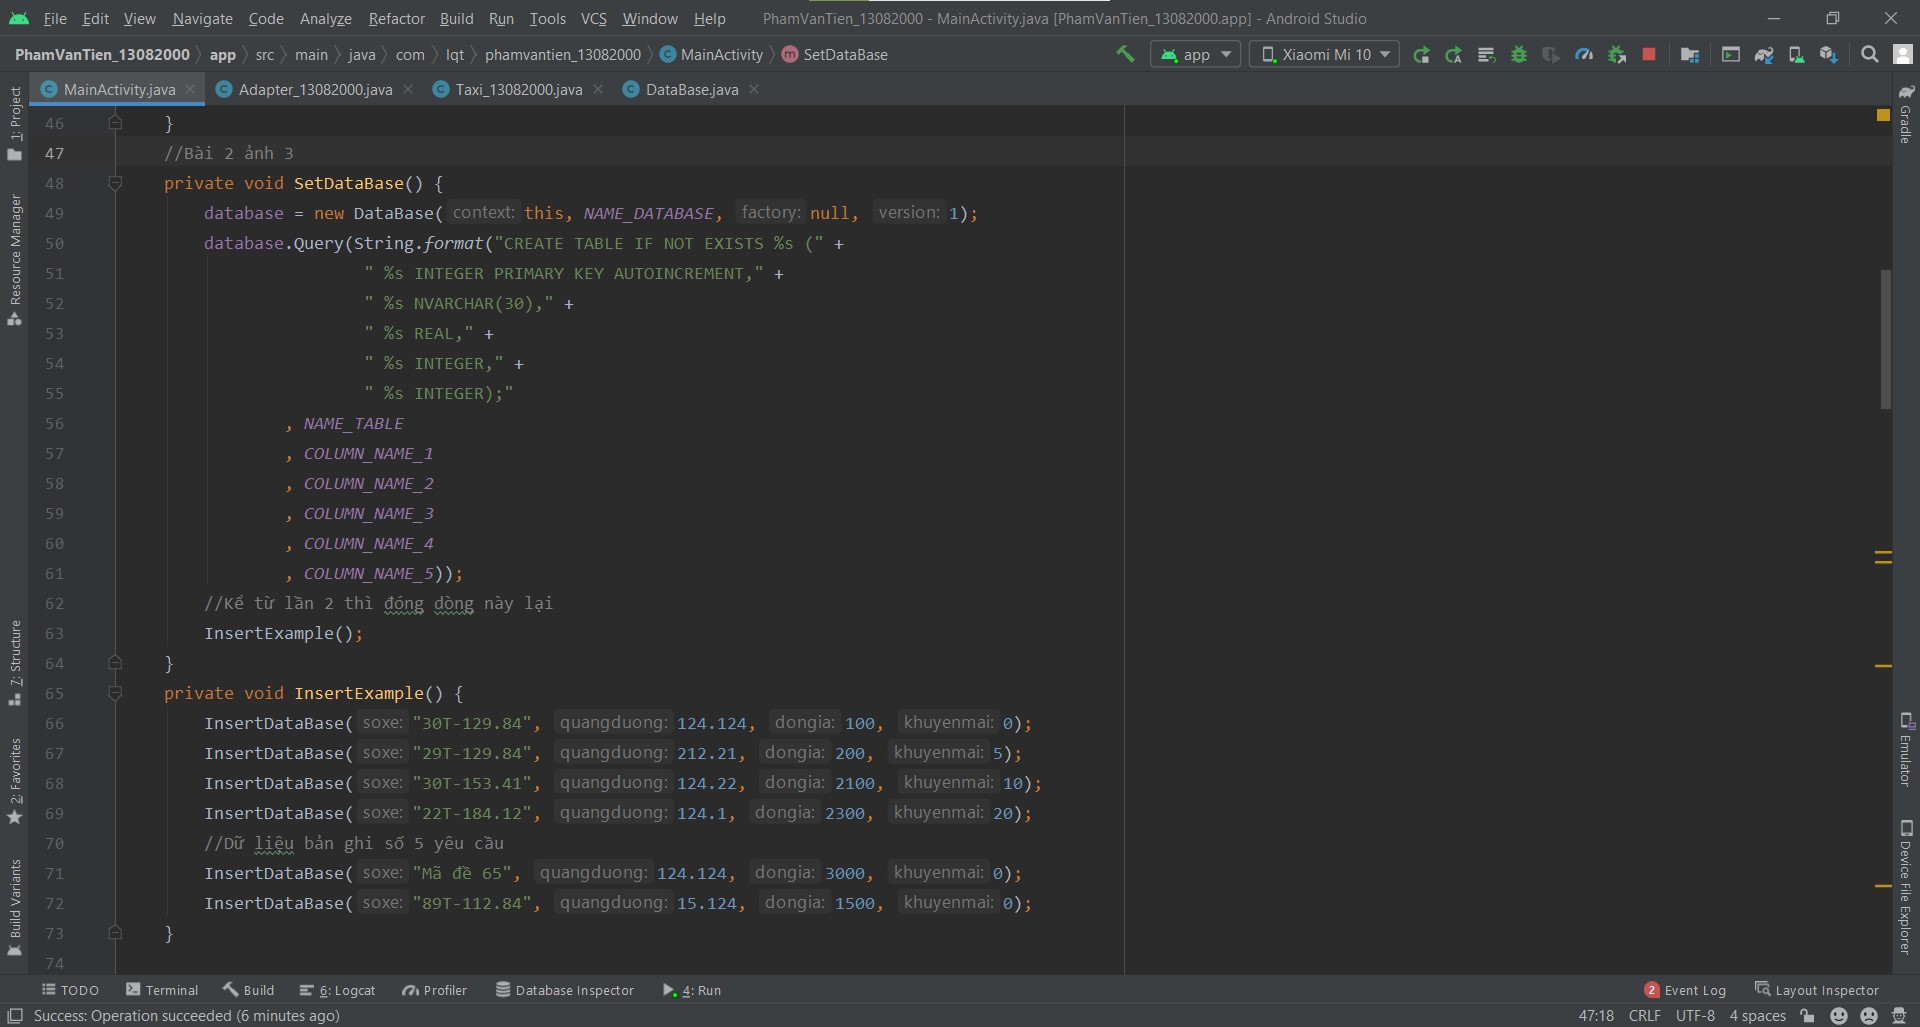 File Edit View Navigate Code Analyze Refactor Build Run Tools VCS Window Help PhamVanTien_13082000 - MainActivity.java [PhamVanTien_13082000.app] - Android Studio
PhamVanTien_13082000 app src main java com lqt phamvantien_13082000 MainActivity SetDataBase app Xiaomi Mi 10
MainActivity.java Adapter_13082000.java Taxi_13082000.java DataBase.java
1: Project
Resource Manager
7: Structure
2: Favorites
Build Variants
46 }
47 //Bài 2 ảnh 3
48 private void SetDataBase() {
49 database = new DataBase( context: this, NAME_DATABASE, factory: null, version: 1);
50 database.Query(String.format("CREATE TABLE IF NOT EXISTS %s (" +
51 " %s INTEGER PRIMARY KEY AUTOINCREMENT," +
52 " %s NVARCHAR(30)," +
53 " %s REAL," +
54 " %s INTEGER," +
55 " %s INTEGER);"
56 , NAME_TABLE
57 , COLUMN_NAME_1
58 , COLUMN_NAME_2
59 , COLUMN_NAME_3
60 , COLUMN_NAME_4
61 , COLUMN_NAME_5));
62 //Kể từ lần 2 thì đóng dòng này lại
63 InsertExample();
64 }
65 private void InsertExample() {
66 InsertDataBase( soxe: "30T-129.84", quangduong: 124.124, dongia: 100, khuyenmai: 0);
67 InsertDataBase( soxe: "29T-129.84", quangduong: 212.21, dongia: 200, khuyenmai: 5);
68 InsertDataBase( soxe: "30T-153.41", quangduong: 124.22, dongia: 2100, khuyenmai: 10);
69 InsertDataBase( soxe: "22T-184.12", quangduong: 124.1, dongia: 2300, khuyenmai: 20);
70 //Dữ liệu bản ghi số 5 yêu cầu
71 InsertDataBase( soxe: "Mã đề 65", quangduong: 124.124, dongia: 3000, khuyenmai: 0);
72 InsertDataBase( soxe: "89T-112.84", quangduong: 15.124, dongia: 1500, khuyenmai: 0);
73 }
74
Gradle
Emulator
Device File Explorer
TODO Terminal Build 6: Logcat Profiler Database Inspector 4: Run 2 Event Log Layout Inspector
Success: Operation succeeded (6 minutes ago) 47:18 CRLF UTF-8 4 spaces